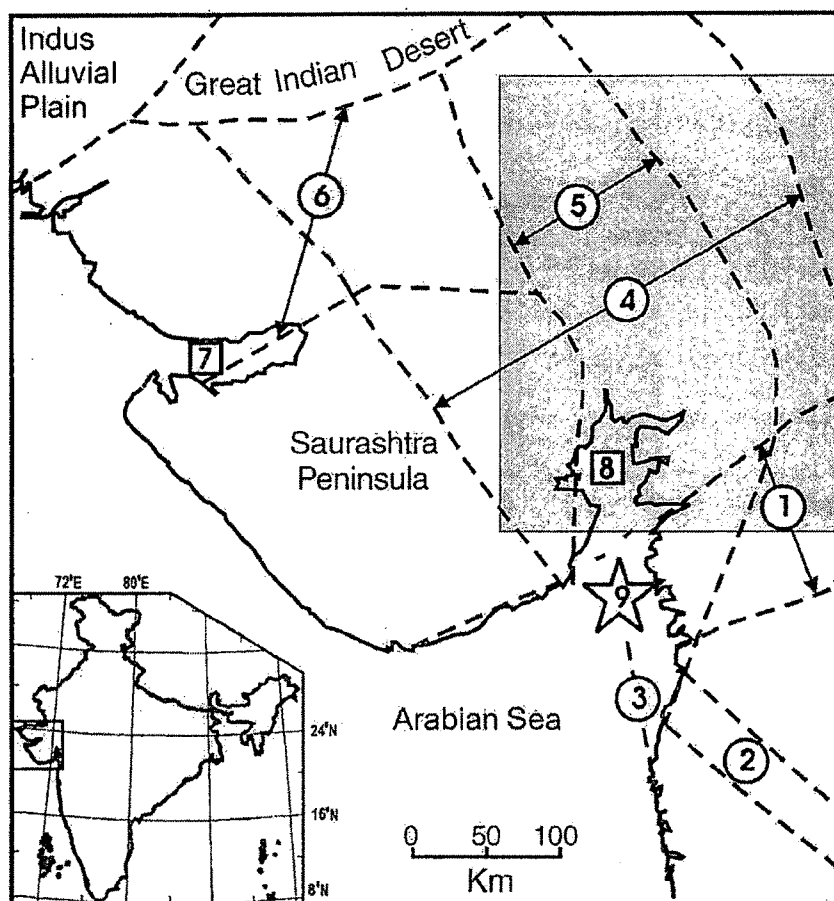 Indus
Alluvial
Plain
Great Indian Desert
6
5
4
7
Saurashtra
Peninsula
8
1
9
3
Arabian Sea
2
72°E
80°E
24°N
16°N
8°N
0 50 100
Km